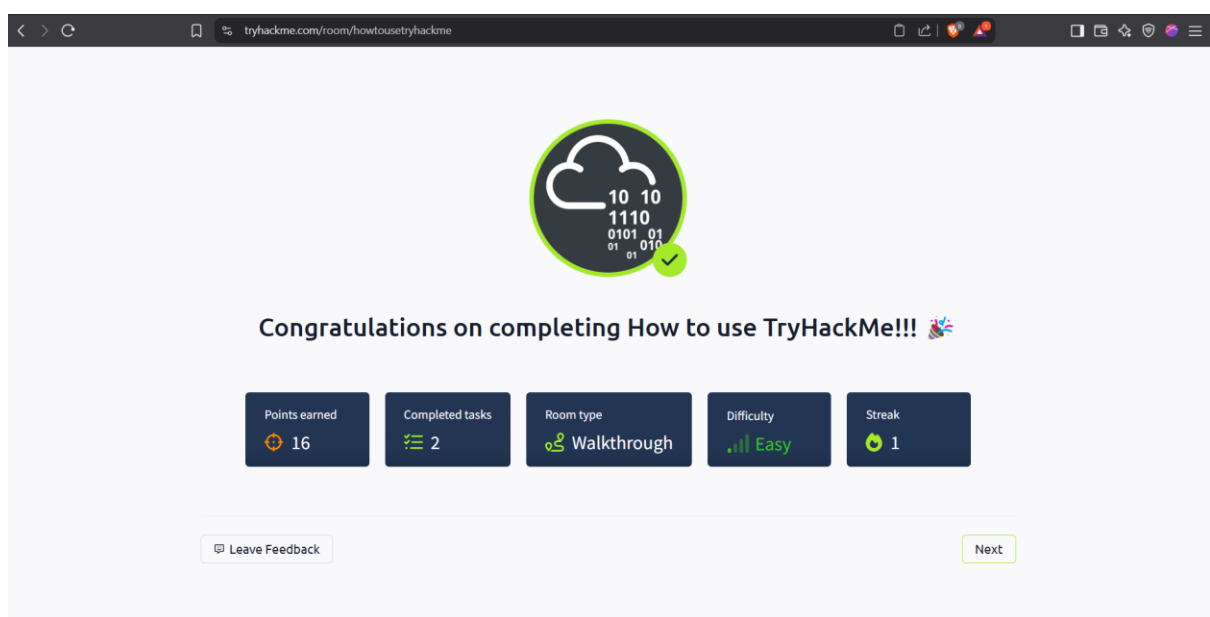 tryhackme.com/room/howtousetryhackme
10 10
1110
0101 01
01 010
01
Congratulations on completing How to use TryHackMe!!! 🎉
Points earned
16
Completed tasks
2
Room type
Walkthrough
Difficulty
Easy
Streak
1
Leave Feedback
Next